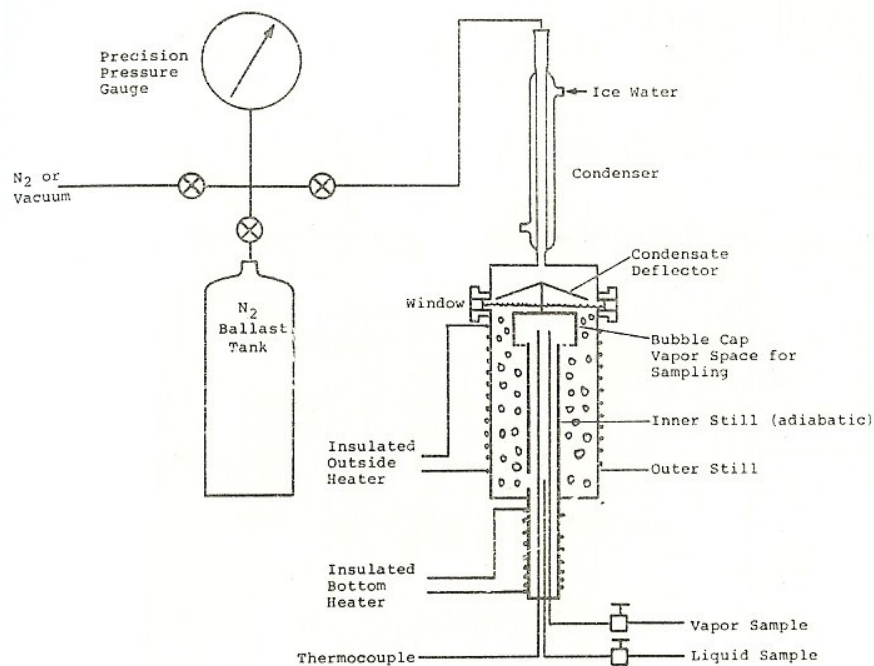 Precision
Pressure
Gauge
Ice Water
N2 or
Vacuum
Condenser
Condensate
Deflector
Window
N2
Ballast
Tank
Bubble Cap
Vapor Space for
Sampling
Inner Still (adiabatic)
Insulated
Outside
Heater
Outer Still
Insulated
Bottom
Heater
Vapor Sample
Thermocouple
Liquid Sample